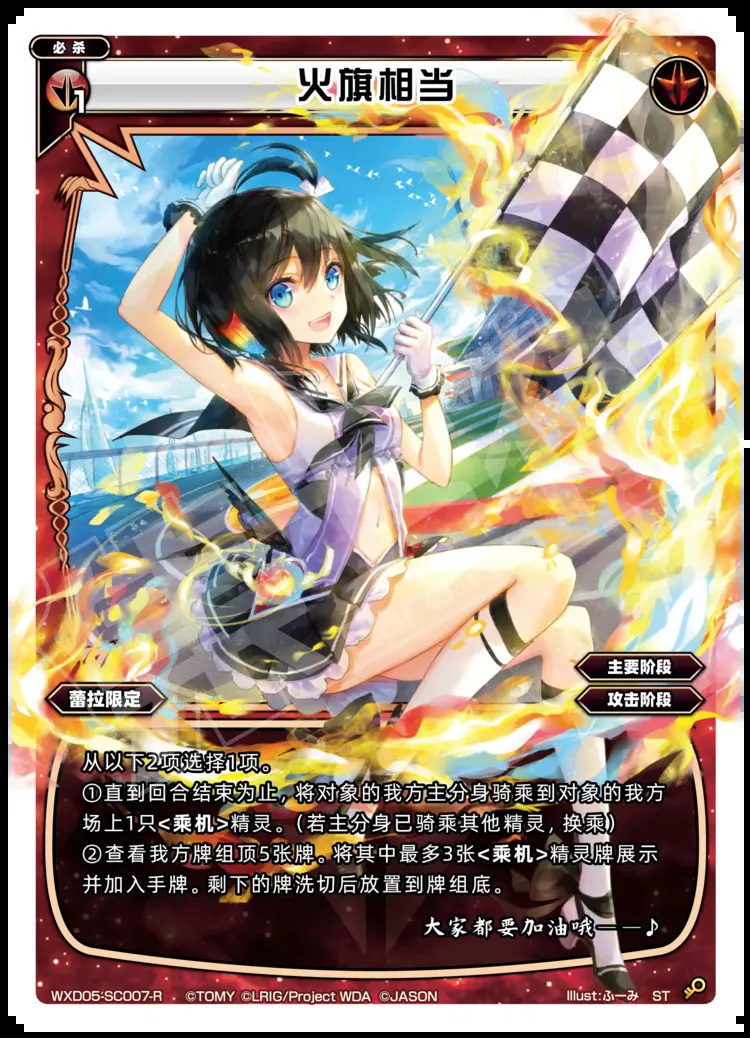 必杀
1
火旗相当
主要阶段
蕾拉限定
攻击阶段
从以下2项选择1项。
①直到回合结束为止，将对象的我方主分身骑乘到对象的我方
场上1只<乘机>精灵。（若主分身已骑乘其他精灵，换乘）
②查看我方牌组顶5张牌。将其中最多3张<乘机>精灵牌展示
并加入手牌。剩下的牌洗切后放置到牌组底。
大家都要加油哦——♪
WXD05-SC007-R ©TOMY ©LRIG/Project WDA ©JASON
Illust:ふーみ ST